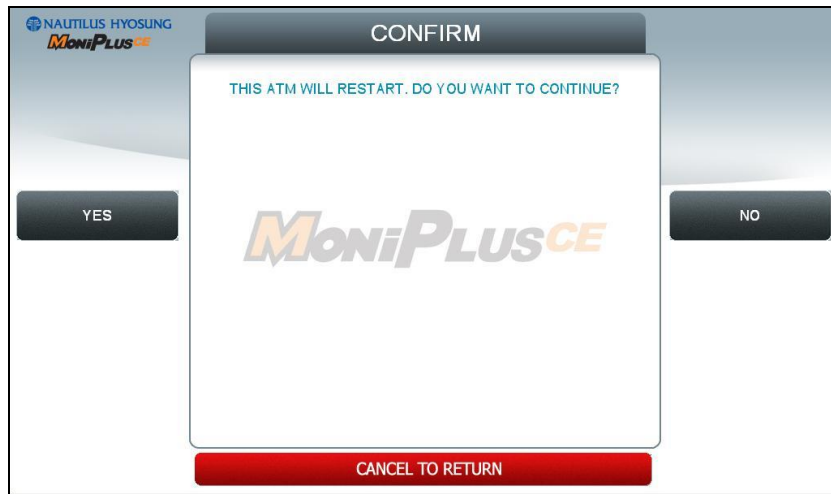 NAUTILUS HYOSUNG
MONIPLUS CE
CONFIRM
THIS ATM WILL RESTART. DO YOU WANT TO CONTINUE?
YES
NO
MONIPLUS CE
CANCEL TO RETURN